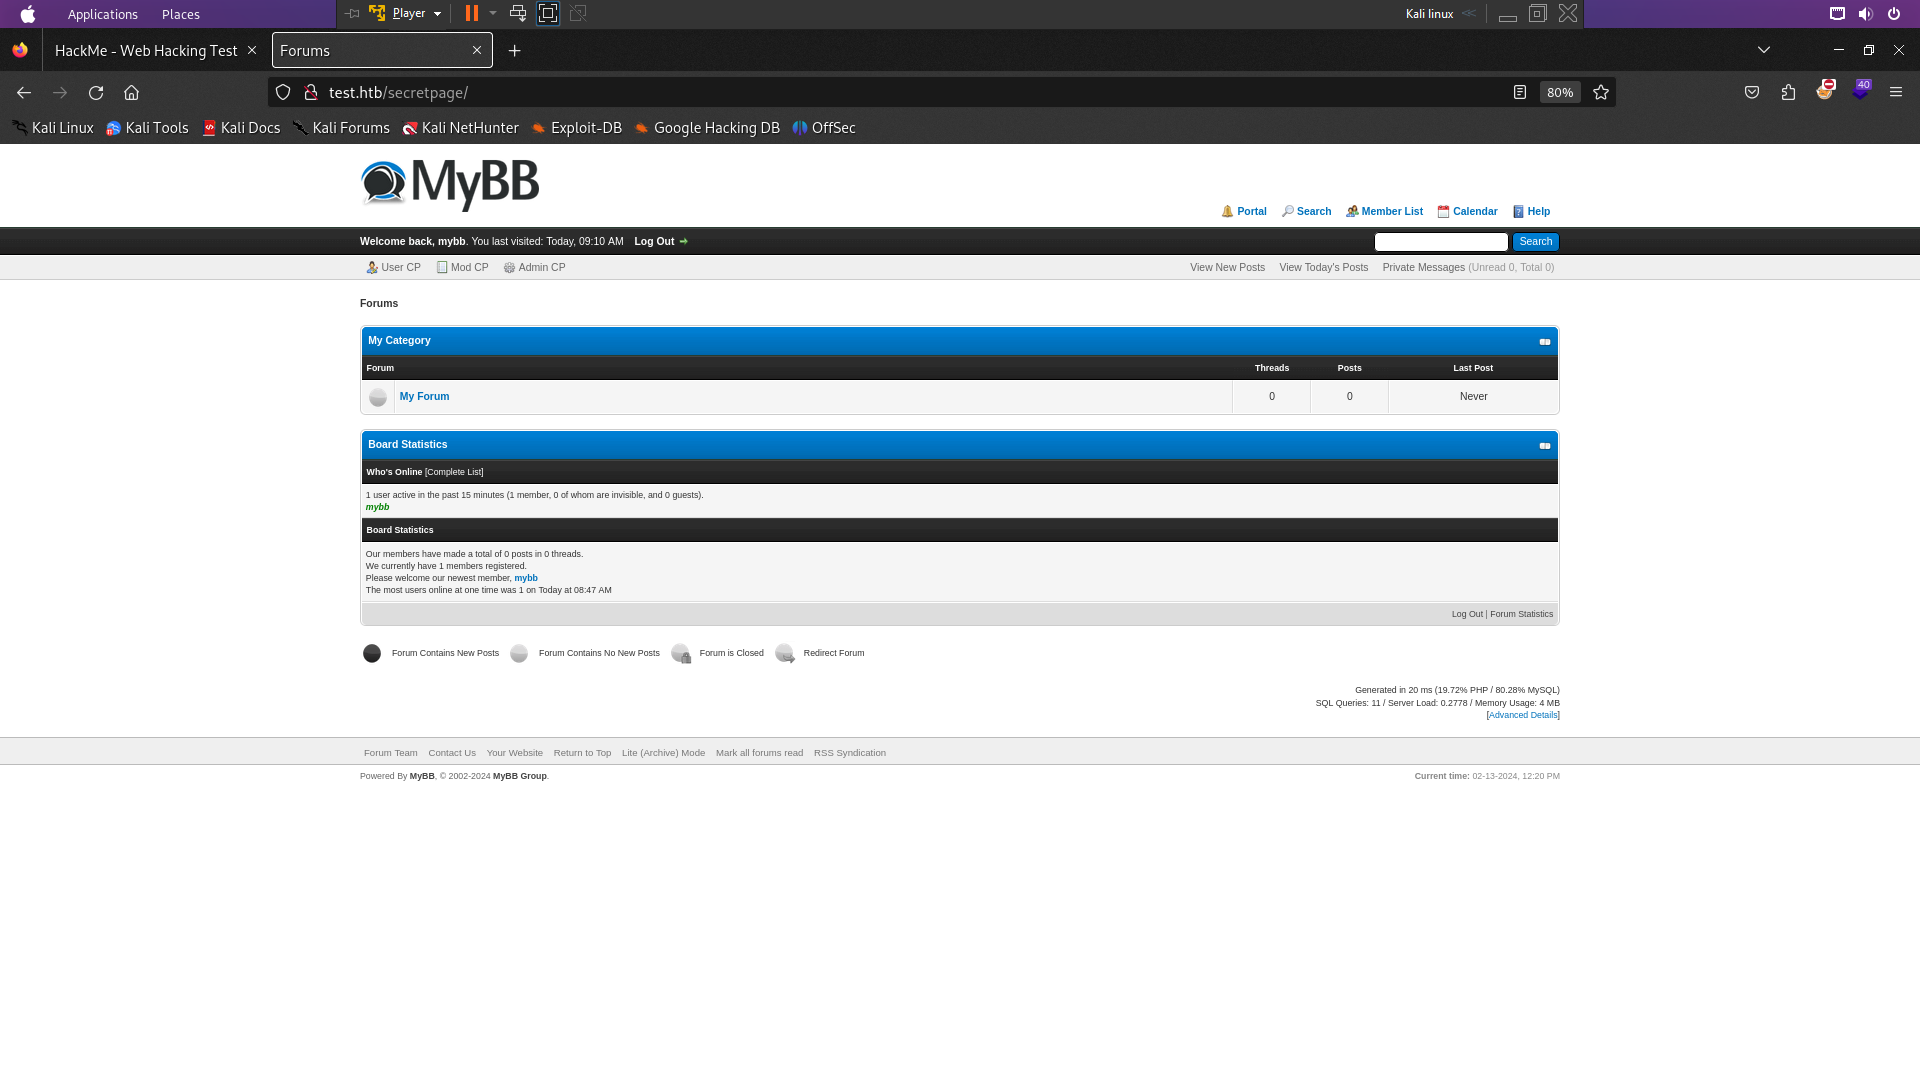 Applications Places Player Kali linux
HackMe - Web Hacking Test Forums
test.htb/secretpage/ 80% 40
Kali Linux Kali Tools Kali Docs Kali Forums Kali NetHunter Exploit-DB Google Hacking DB OffSec
MyBB
Portal Search Member List Calendar Help
Welcome back, mybb. You last visited: Today, 09:10 AM Log Out Search
User CP Mod CP Admin CP View New Posts View Today's Posts Private Messages (Unread 0, Total 0)
Forums
My Category
Forum Threads Posts Last Post
My Forum 0 0 Never
Board Statistics
Who's Online [Complete List]
1 user active in the past 15 minutes (1 member, 0 of whom are invisible, and 0 guests).
mybb
Board Statistics
Our members have made a total of 0 posts in 0 threads.
We currently have 1 members registered.
Please welcome our newest member, mybb
The most users online at one time was 1 on Today at 08:47 AM
Log Out | Forum Statistics
Forum Contains New Posts Forum Contains No New Posts Forum is Closed Redirect Forum
Generated in 20 ms (19.72% PHP / 80.28% MySQL)
SQL Queries: 11 / Server Load: 0.2778 / Memory Usage: 4 MB
[Advanced Details]
Forum Team Contact Us Your Website Return to Top Lite (Archive) Mode Mark all forums read RSS Syndication
Powered By MyBB, © 2002-2024 MyBB Group. Current time: 02-13-2024, 12:20 PM